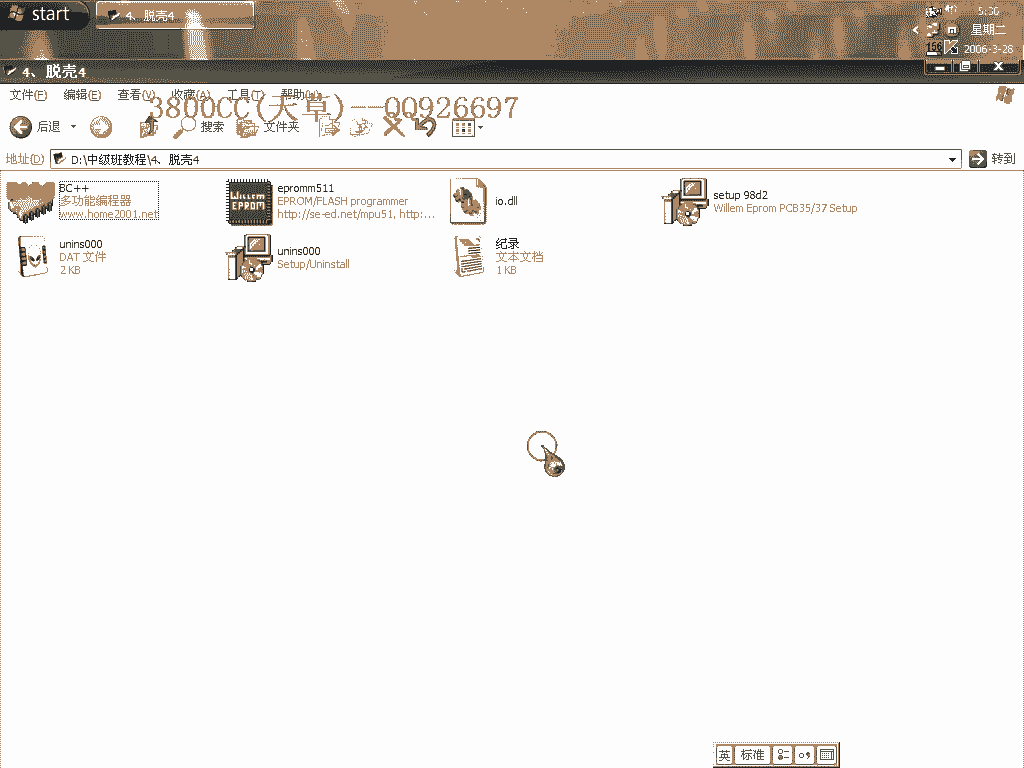 start
4、脱壳4
5:36
星期二
156
2006-3-28
4、脱壳4
文件(F) 编辑(E) 查看(V) 收藏(A) 工具(T) 帮助(H)
3800CC(天草)--QQ926697
后退 搜索 文件夹
地址(D) D:\中级班教程\4、脱壳4 转到
BC++
多功能编程器
www.home2001.net
Willem
EPROM
epromm511
EPROM/FLASH programmer
http://se-ed.net/mpu51, http:...
io.dll
setup 98d2
Willem Eprom PCB35/37 Setup
unins000
DAT 文件
2 KB
unins000
Setup/Uninstall
纪录
文本文档
1 KB
英 标准